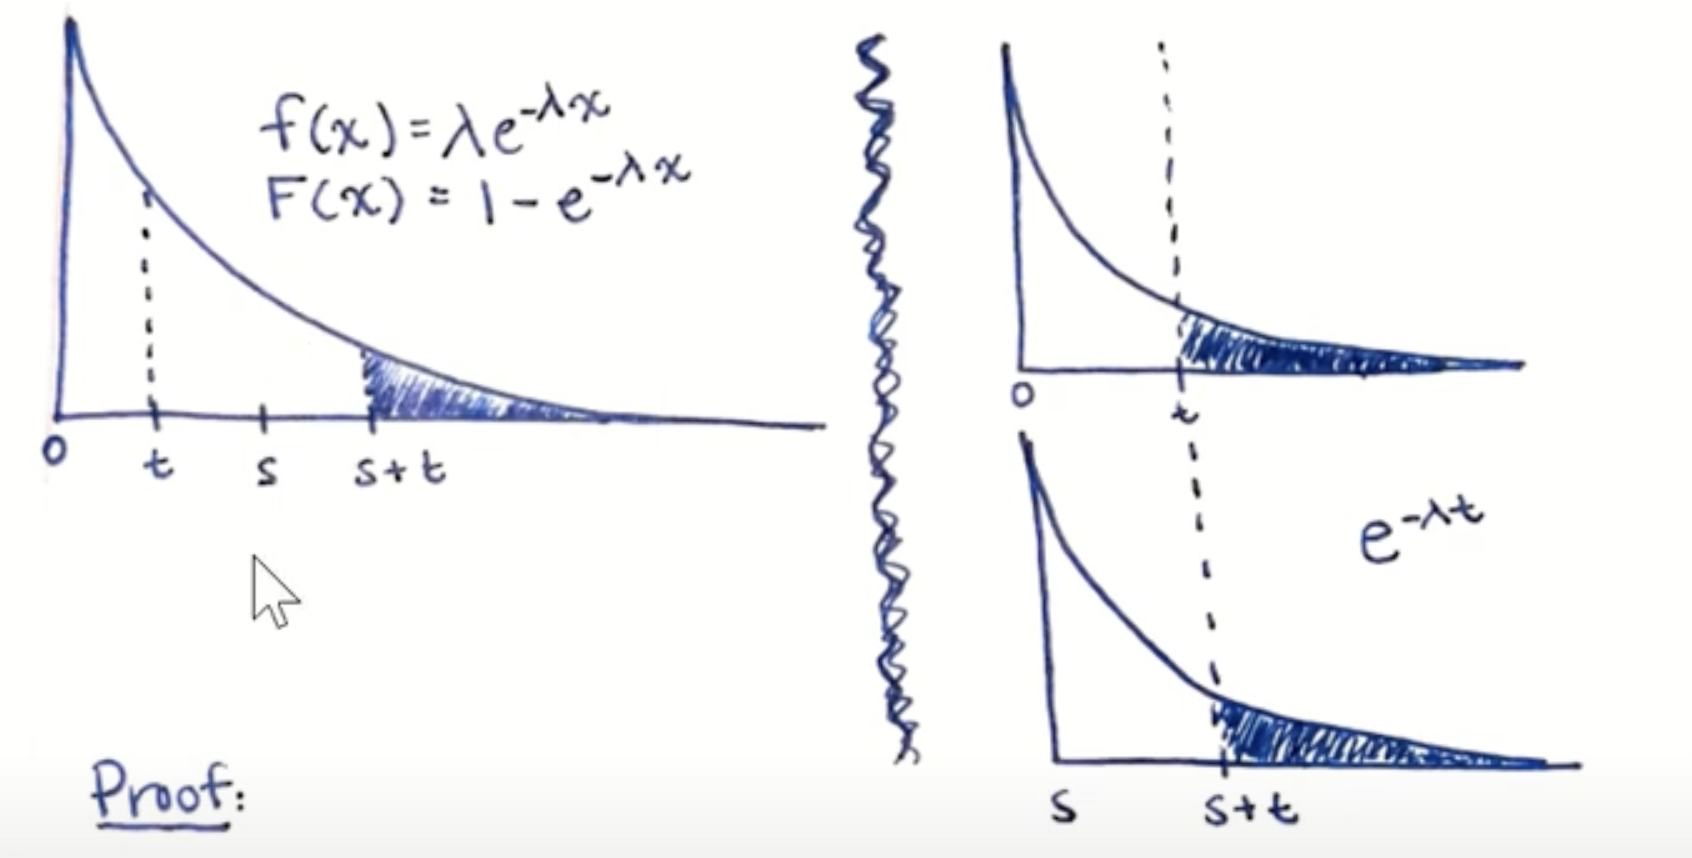 f(x) = λe^{-λx}
F(x) = 1 - e^{-λx}
0 t s s+t
Proof:
0 t
e^{-λt}
s s+t